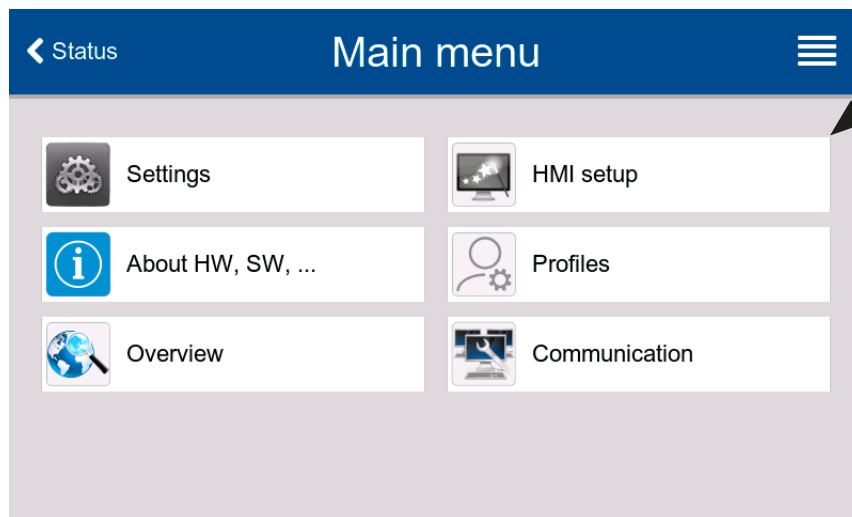 Status
Main menu
Settings
HMI setup
About HW, SW, ...
Profiles
Overview
Communication